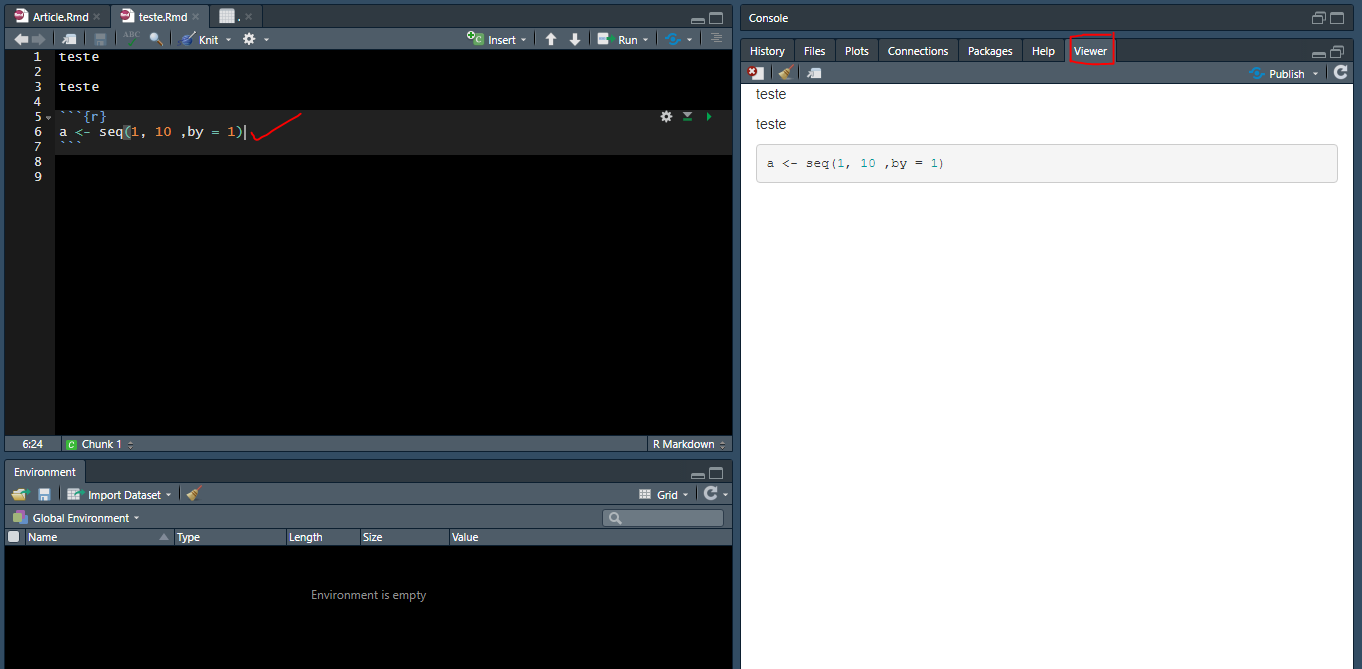 Article.Rmd × teste.Rmd × . ×
ABC Knit Insert Run
1 teste
2
3 teste
4
5 ```{r}
6 a <- seq(1, 10 ,by = 1)
7 ```
8
9
6:24 C Chunk 1 R Markdown
Environment
Import Dataset Grid
Global Environment
Name Type Length Size Value
Environment is empty
Console
History Files Plots Connections Packages Help Viewer
Publish
teste
teste
a <- seq(1, 10 ,by = 1)